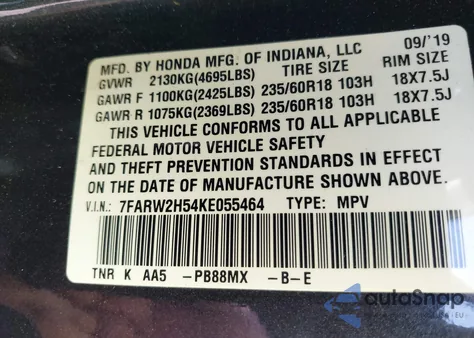 MFD. BY HONDA MFG. OF INDIANA, LLC 09/'19
GVWR 2130KG(4695LBS) TIRE SIZE RIM SIZE
GAWR F 1100KG(2425LBS) 235/60R18 103H 18X7.5J
GAWR R 1075KG(2369LBS) 235/60R18 103H 18X7.5J
THIS VEHICLE CONFORMS TO ALL APPLICABLE
FEDERAL MOTOR VEHICLE SAFETY
AND THEFT PREVENTION STANDARDS IN EFFECT
ON THE DATE OF MANUFACTURE SHOWN ABOVE.
V.I.N.: 7FARW2H54KE055464 TYPE: MPV
TNR K AA5 -PB88MX -B-E
autoSnap